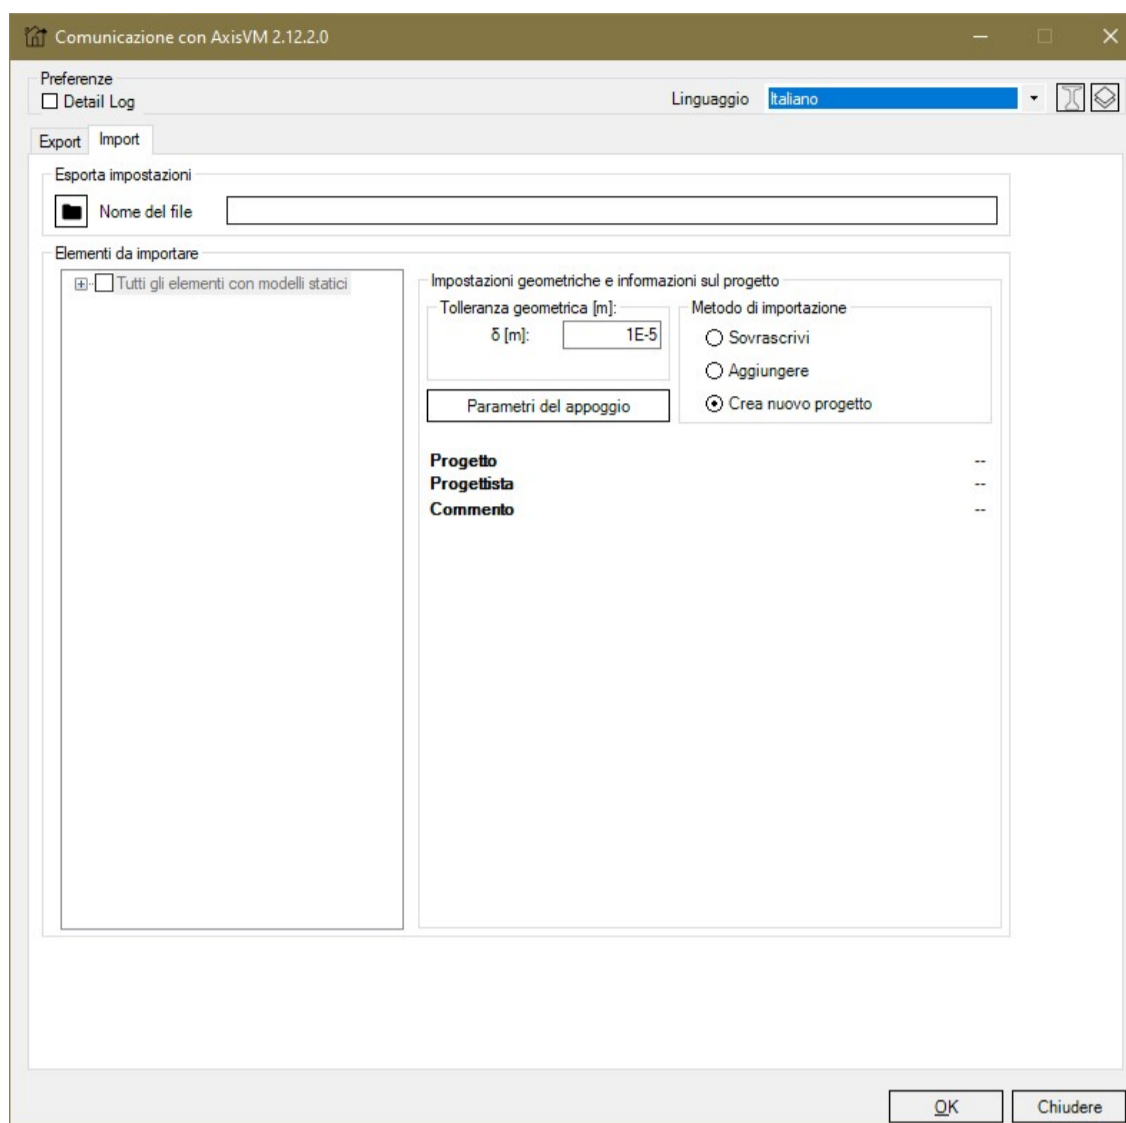 Comunicazione con AxisVM 2.12.2.0
Preferenze
Detail Log
Linguaggio Italiano
Export Import
Esporta impostazioni
Nome del file
Elementi da importare
Tutti gli elementi con modelli statici
Impostazioni geometriche e informazioni sul progetto
Tolleranza geometrica [m]:
δ [m]: 1E-5
Metodo di importazione
Sovrascrivi
Aggiungere
Crea nuovo progetto
Parametri del appoggio
Progetto --
Progettista --
Commento --
OK Chiudere